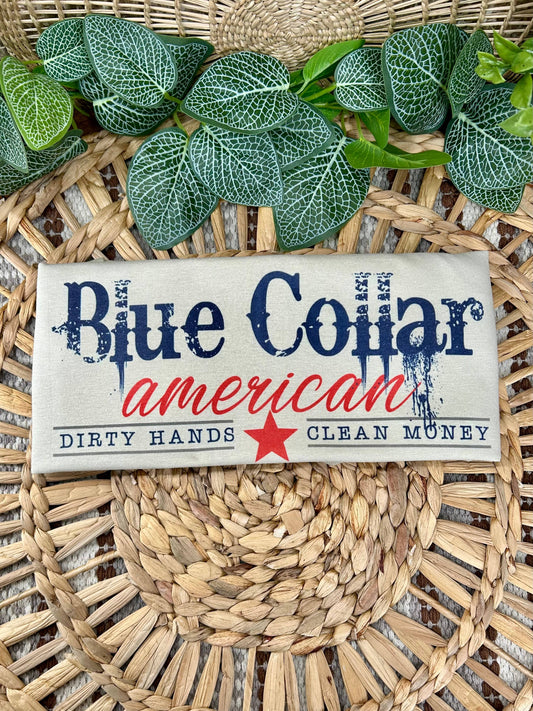 Blue Collar
american
DIRTY HANDS CLEAN MONEY